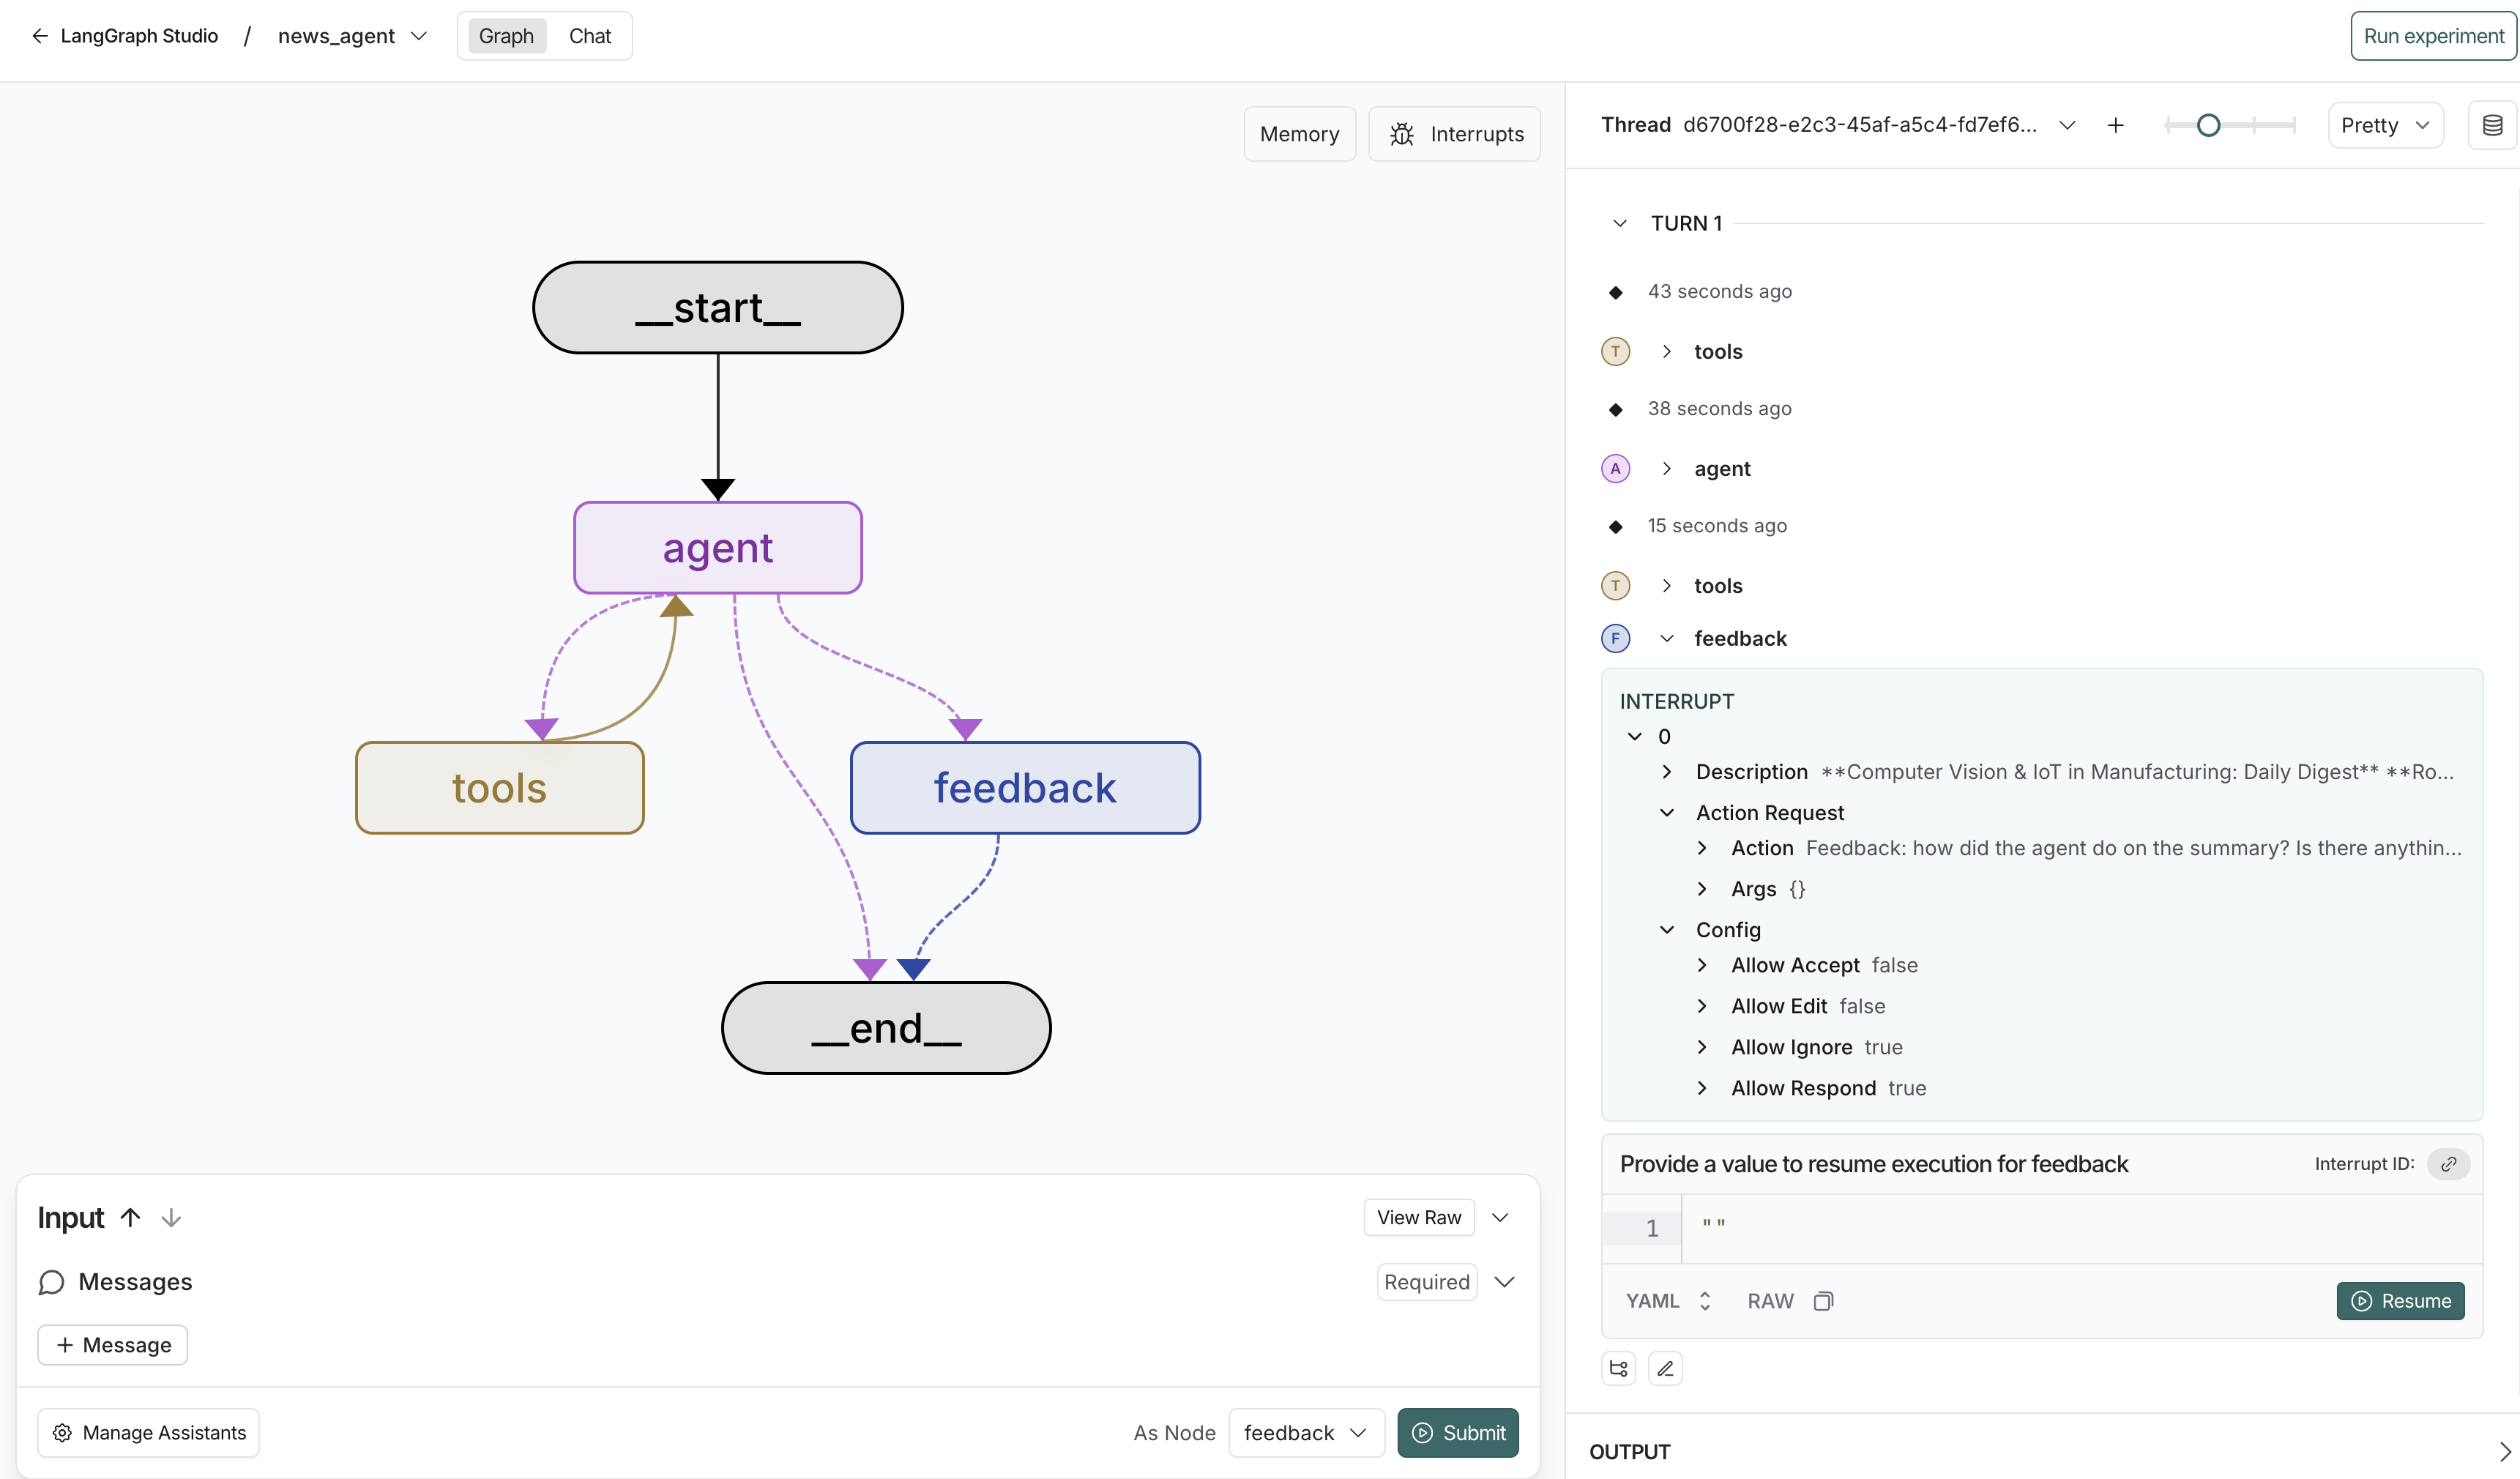 LangGraph Studio / news_agent
Graph Chat
Run experiment
Memory
Interrupts
__start__
agent
tools
feedback
__end__
Input
View Raw
Messages
Required
+ Message
Manage Assistants
As Node
feedback
Submit
Thread d6700f28-e2c3-45af-a5c4-fd7ef6...
Pretty
TURN 1
43 seconds ago
T tools
38 seconds ago
A agent
15 seconds ago
T tools
F feedback
INTERRUPT
0
Description **Computer Vision & IoT in Manufacturing: Daily Digest** **Ro...
Action Request
Action Feedback: how did the agent do on the summary? Is there anythin...
Args {}
Config
Allow Accept false
Allow Edit false
Allow Ignore true
Allow Respond true
Provide a value to resume execution for feedback
Interrupt ID:
1 ""
YAML RAW
Resume
OUTPUT